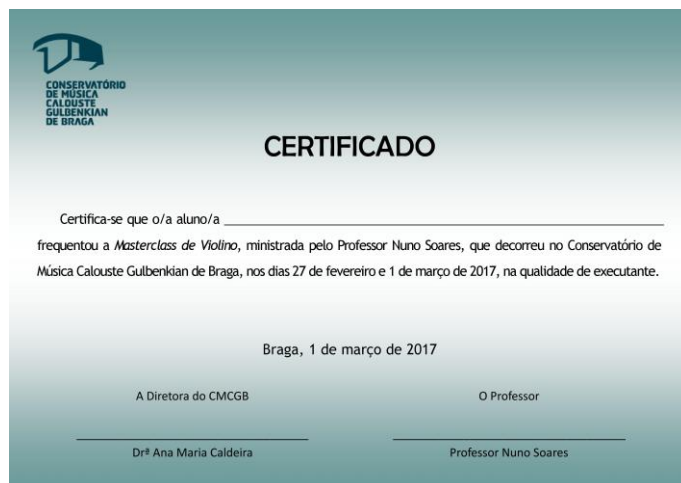 CONSERVATÓRIO
DE MÚSICA
CALOUSTE
GULBENKIAN
DE BRAGA
CERTIFICADO
Certifica-se que o/a aluno/a
frequentou a Masterclass de Violino, ministrada pelo Professor Nuno Soares, que decorreu no Conservatório de
Música Calouste Gulbenkian de Braga, nos dias 27 de fevereiro e 1 de março de 2017, na qualidade de executante.
Braga, 1 de março de 2017
A Diretora do CMCGB
O Professor
Drª Ana Maria Caldeira
Professor Nuno Soares